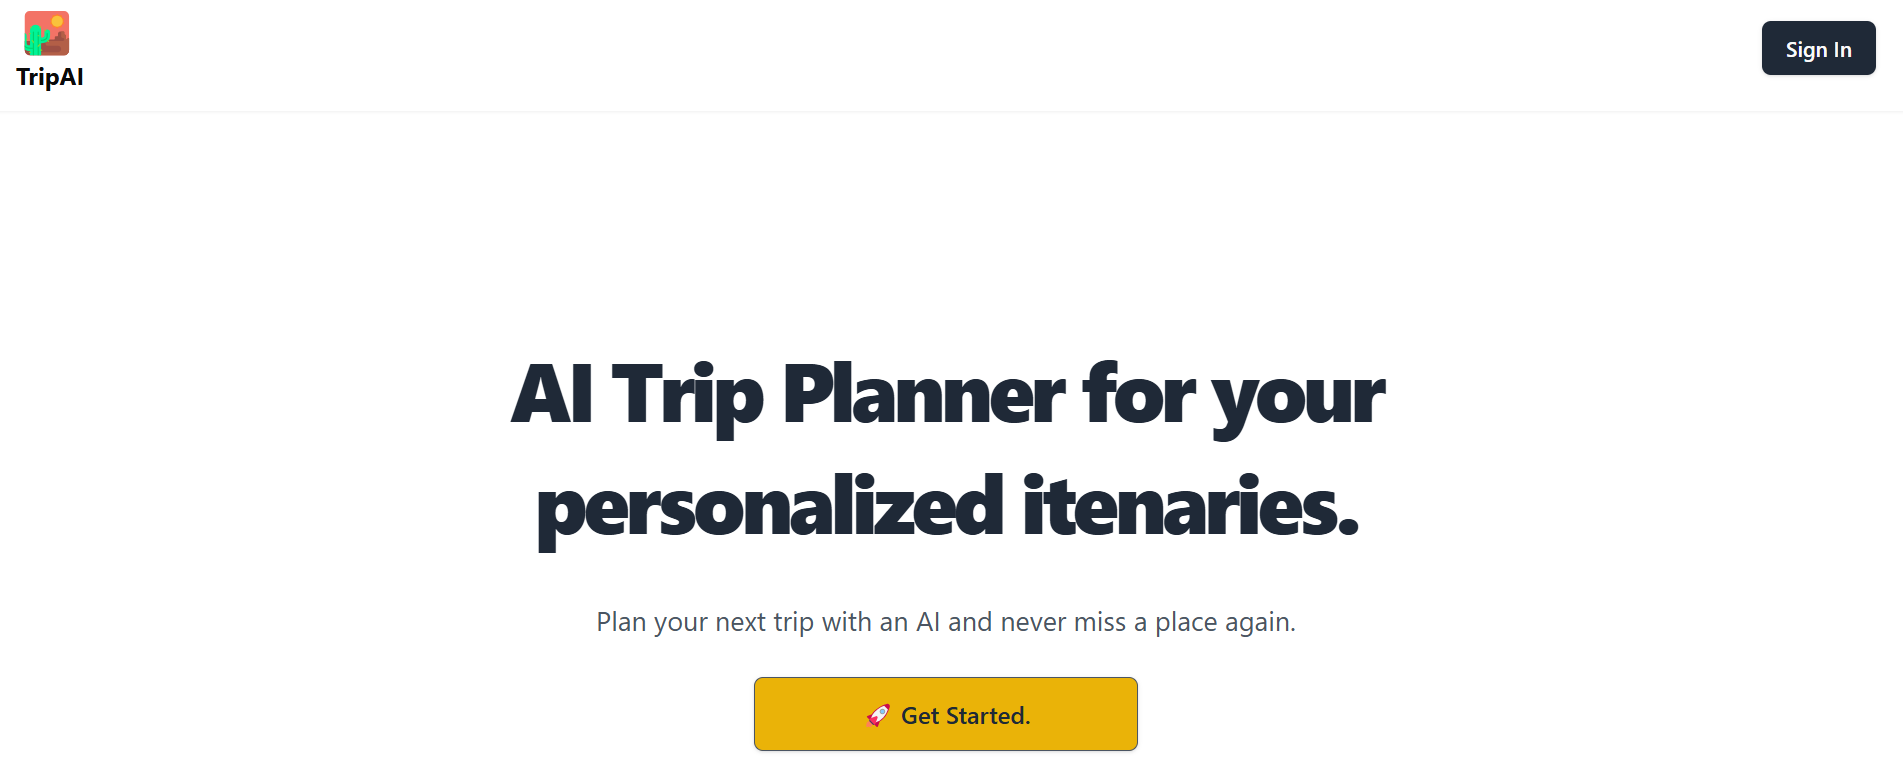 TripAI
Sign In
AI Trip Planner for your
personalized itenaries.
Plan your next trip with an AI and never miss a place again.
🚀 Get Started.